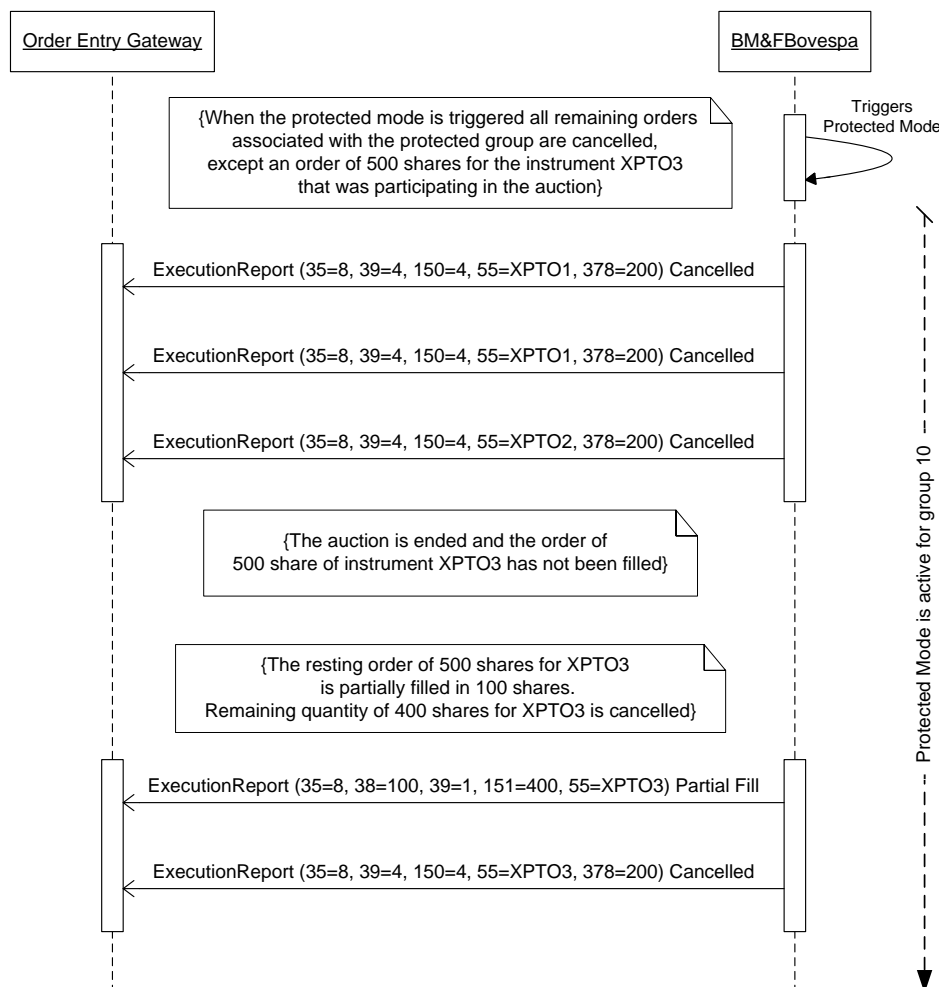 Order Entry Gateway
BM&FBovespa
{When the protected mode is triggered all remaining orders
associated with the protected group are cancelled,
except an order of 500 shares for the instrument XPTO3
that was participating in the auction}
Triggers
Protected Mode
ExecutionReport (35=8, 39=4, 150=4, 55=XPTO1, 378=200) Cancelled
ExecutionReport (35=8, 39=4, 150=4, 55=XPTO1, 378=200) Cancelled
ExecutionReport (35=8, 39=4, 150=4, 55=XPTO2, 378=200) Cancelled
{The auction is ended and the order of
500 share of instrument XPTO3 has not been filled}
{The resting order of 500 shares for XPTO3
is partially filled in 100 shares.
Remaining quantity of 400 shares for XPTO3 is cancelled}
ExecutionReport (35=8, 38=100, 39=1, 151=400, 55=XPTO3) Partial Fill
ExecutionReport (35=8, 39=4, 150=4, 55=XPTO3, 378=200) Cancelled
Protected Mode is active for group 10